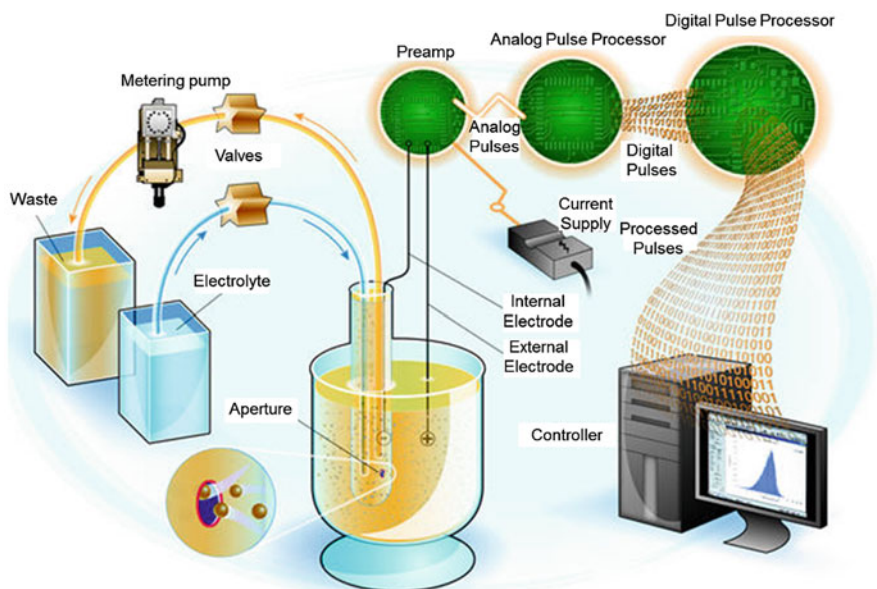 Digital Pulse Processor
Analog Pulse Processor
Preamp
Metering pump
Valves
Analog
Pulses
Digital
Pulses
Waste
Current
Supply
Processed
Pulses
Electrolyte
Internal
Electrode
External
Electrode
Aperture
Controller